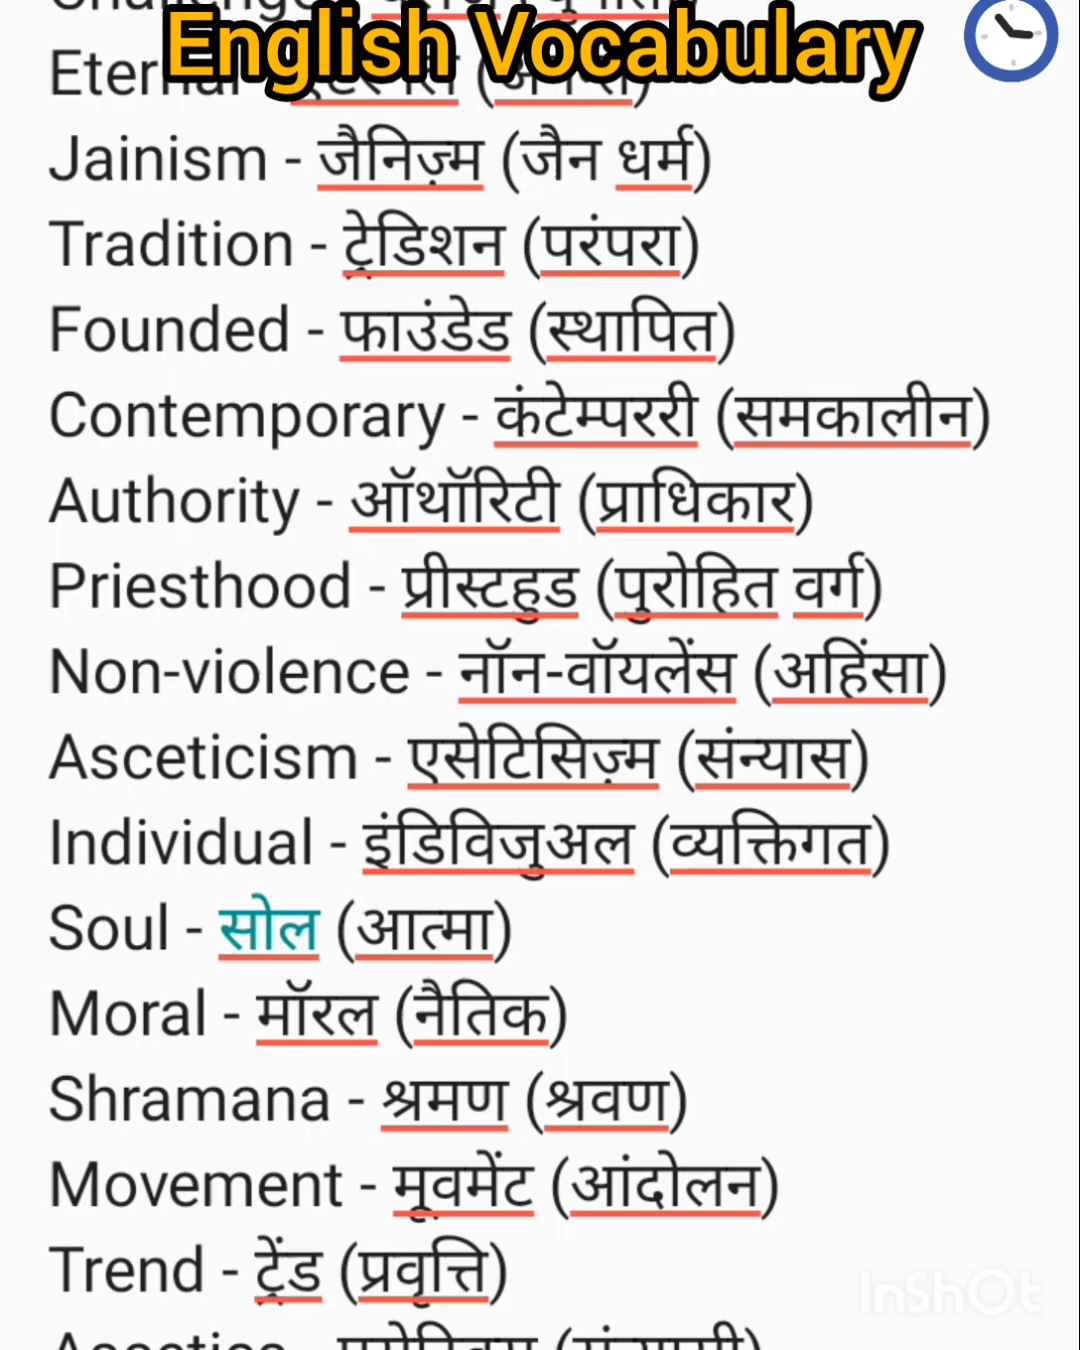 English Vocabulary
Jainism - जैनिज़्म (जैन धर्म)
Tradition - ट्रेडिशन (परंपरा)
Founded - फाउंडेड (स्थापित)
Contemporary - कंटेम्पररी (समकालीन)
Authority - ऑथॉरिटी (प्राधिकार)
Priesthood - प्रीस्टहुड (पुरोहित वर्ग)
Non-violence - नॉन-वॉयलेंस (अहिंसा)
Asceticism - एसेटिसिज़्म (संन्यास)
Individual - इंडिविजुअल (व्यक्तिगत)
Soul - सोल (आत्मा)
Moral - मॉरल (नैतिक)
Shramana - श्रमण (श्रवण)
Movement - मूवमेंट (आंदोलन)
Trend - ट्रेंड (प्रवृत्ति)
InShOt